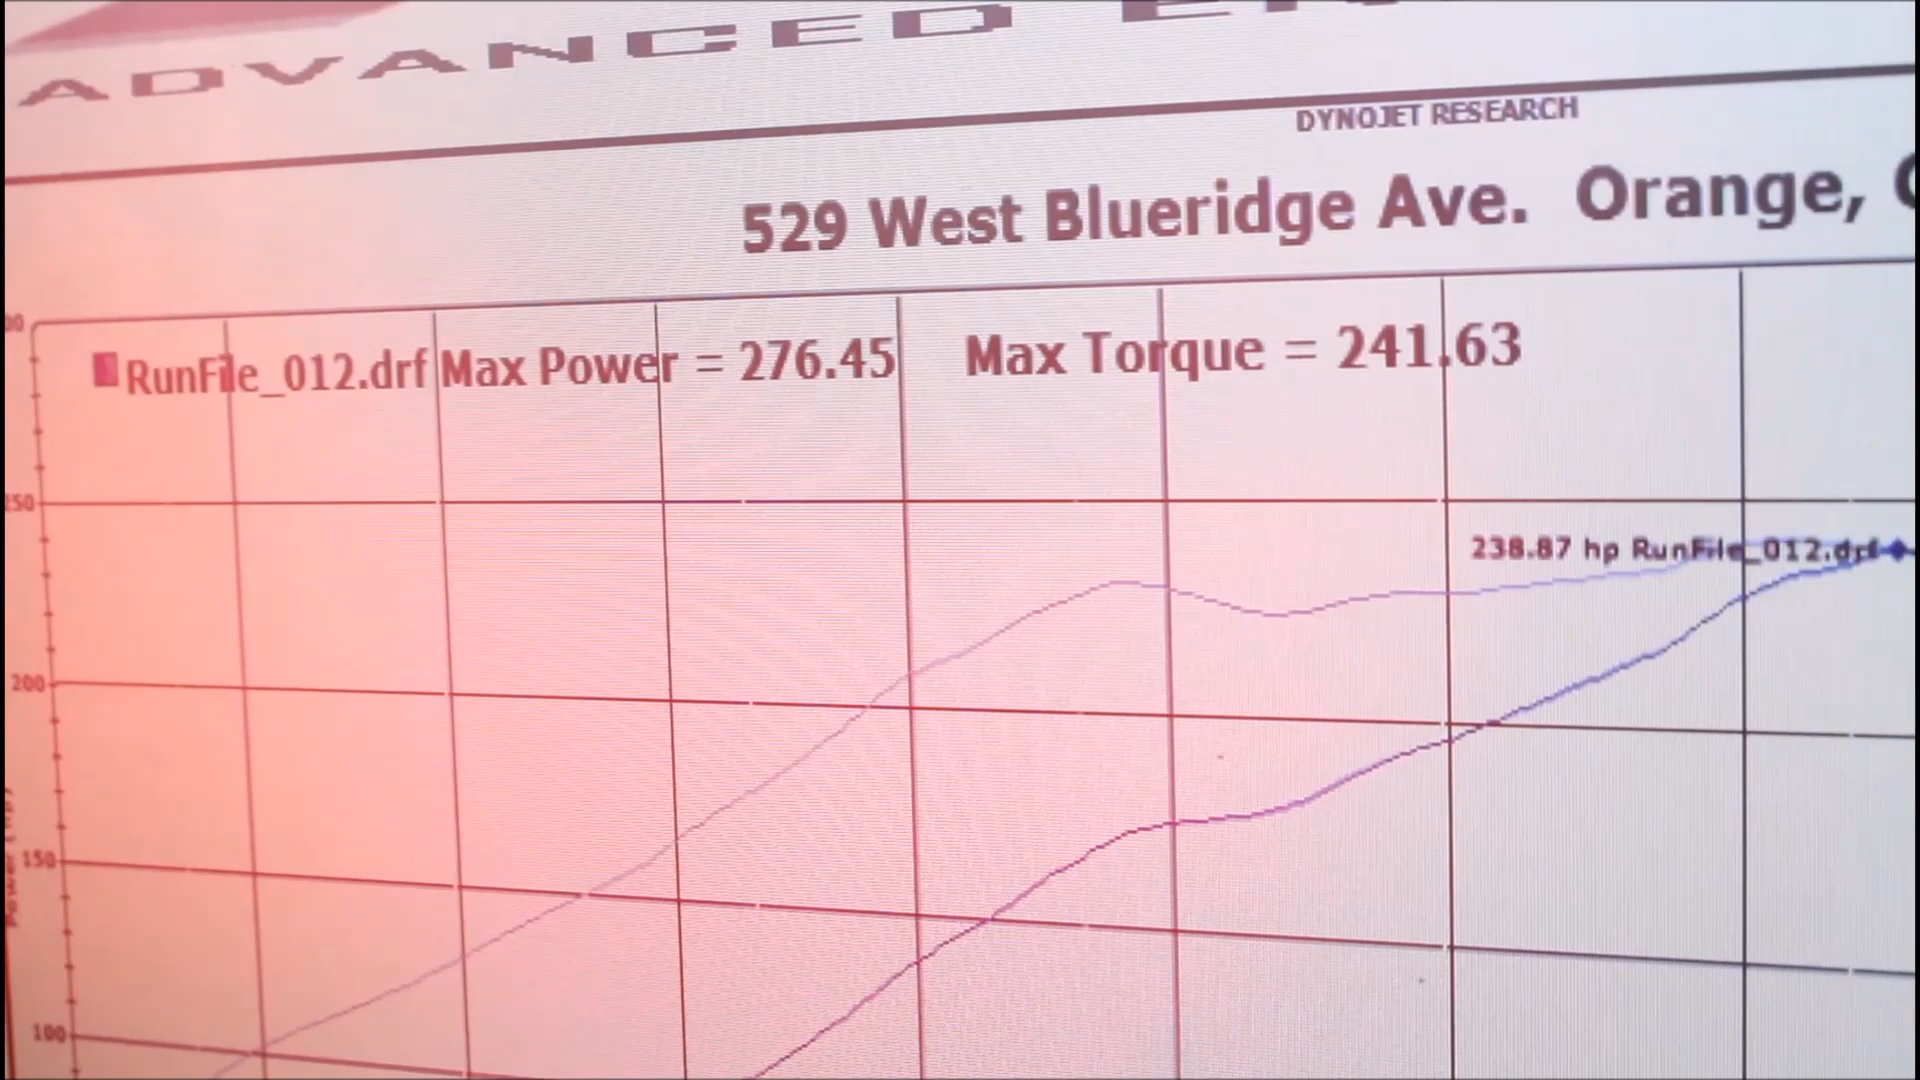 ADVANCED
DYNOJET RESEARCH
529 West Blueridge Ave. Orange,
RunFile_012.drf Max Power = 276.45 Max Torque = 241.63
250
238.87 hp RunFile_012.drf
200
150
100